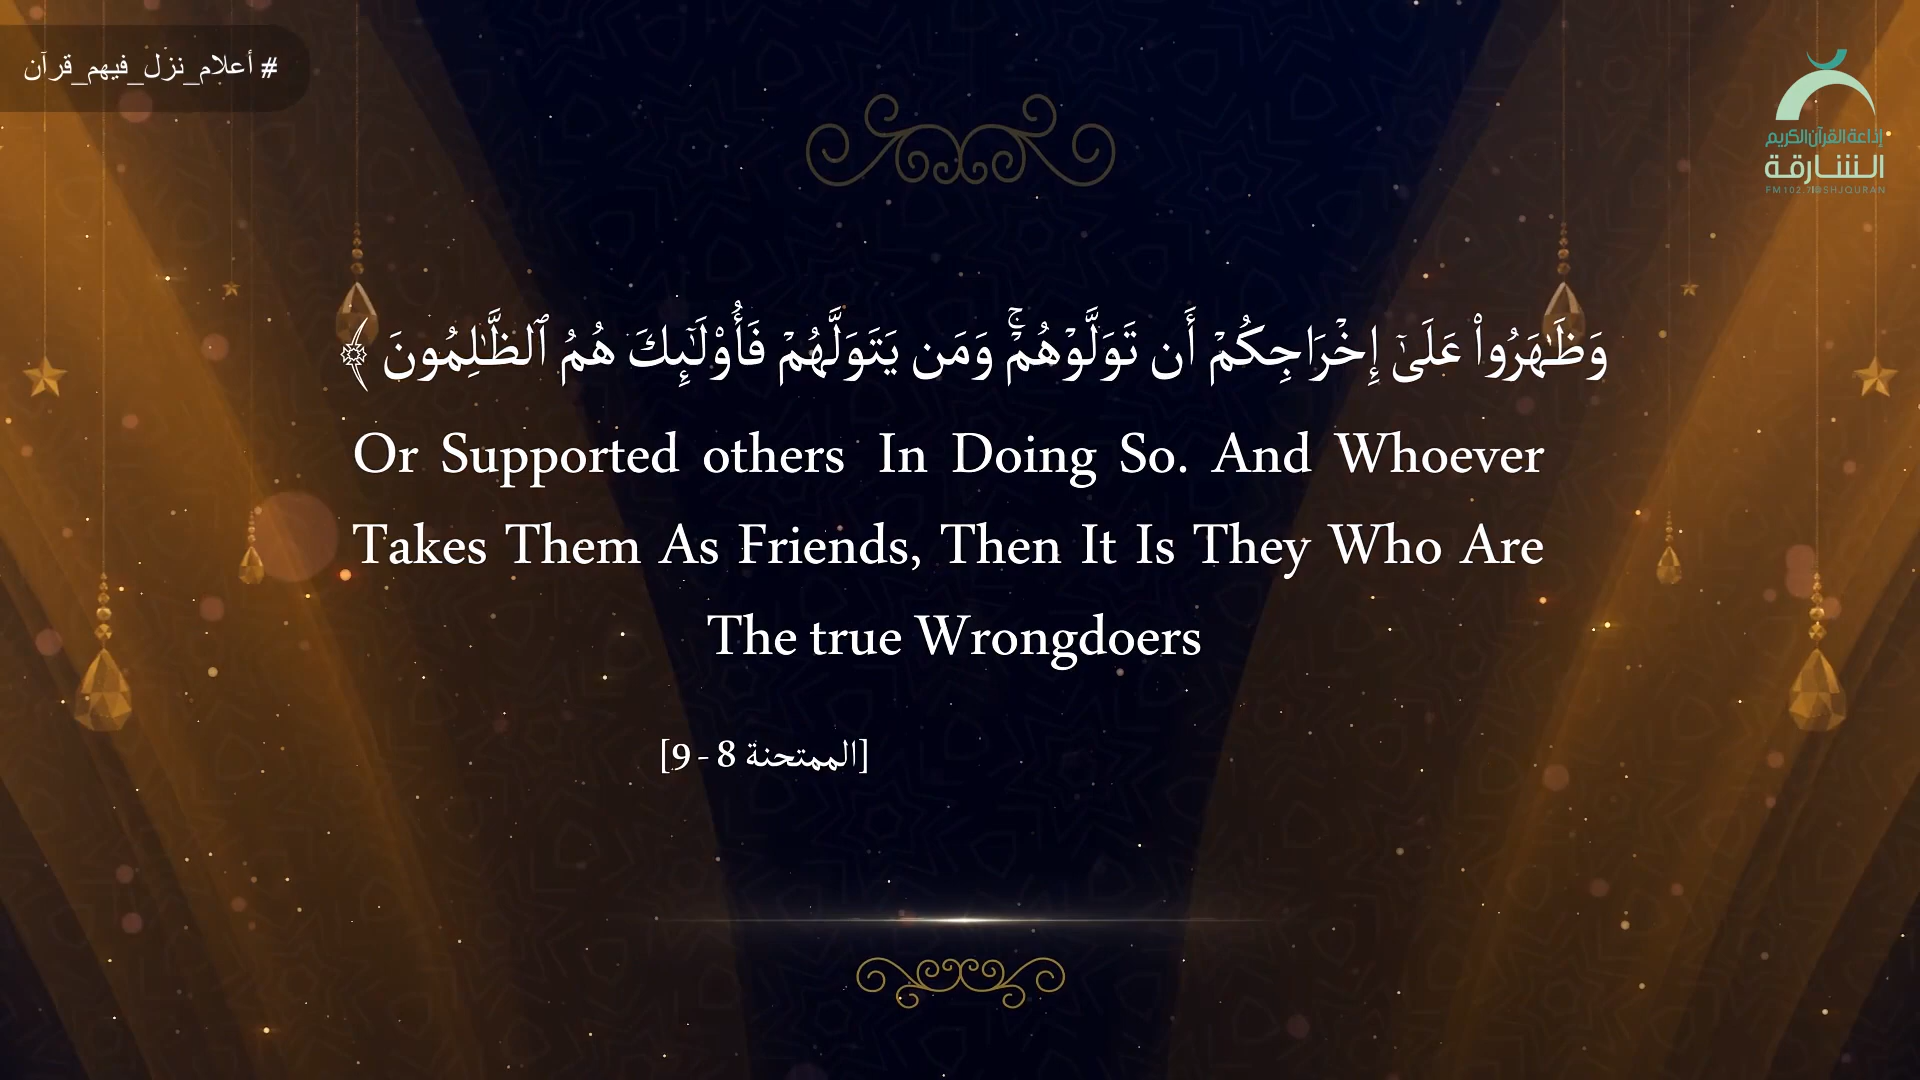 # أعلام_نزل_فيهم_قرآن
إذاعة القرآن الكريم
الشارقة
FM102.7@SHJQURAN
وَظَٰهَرُوا۟ عَلَىٰٓ إِخْرَاجِكُمْ أَن تَوَلَّوْهُمْ ۚ وَمَن يَتَوَلَّهُمْ فَأُو۟لَٰٓئِكَ هُمُ ٱلظَّٰلِمُونَ ﴾
Or Supported others In Doing So. And Whoever
Takes Them As Friends, Then It Is They Who Are
The true Wrongdoers
[الممتحنة 8 - 9]